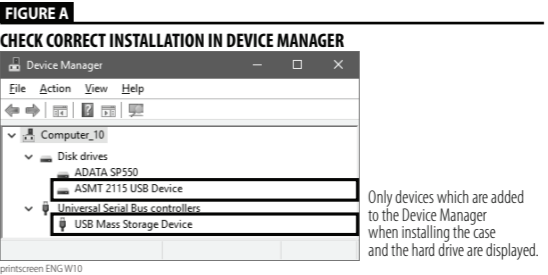 FIGURE A
CHECK CORRECT INSTALLATION IN DEVICE MANAGER
Device Manager
File Action View Help
Computer_10
Disk drives
ADATA SP550
ASMT 2115 USB Device
Universal Serial Bus controllers
USB Mass Storage Device
Only devices which are added
to the Device Manager
when installing the case
and the hard drive are displayed.
printscreen ENG W10